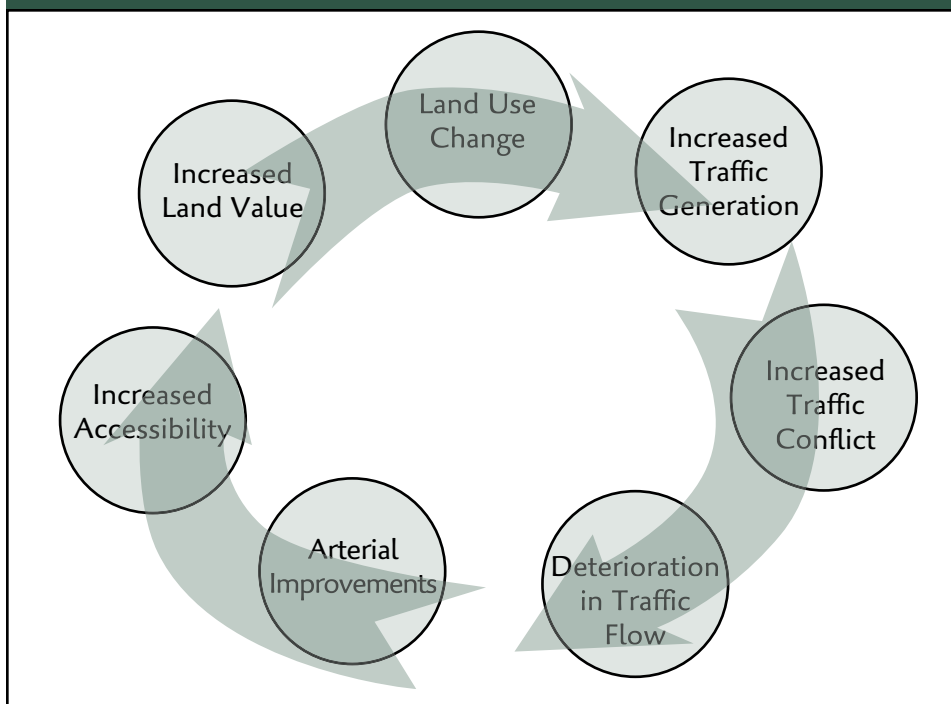 Land Use
Change
Increased
Traffic
Generation
Increased
Traffic
Conflict
Deterioration
in Traffic
Flow
Arterial
Improvements
Increased
Accessibility
Increased
Land Value